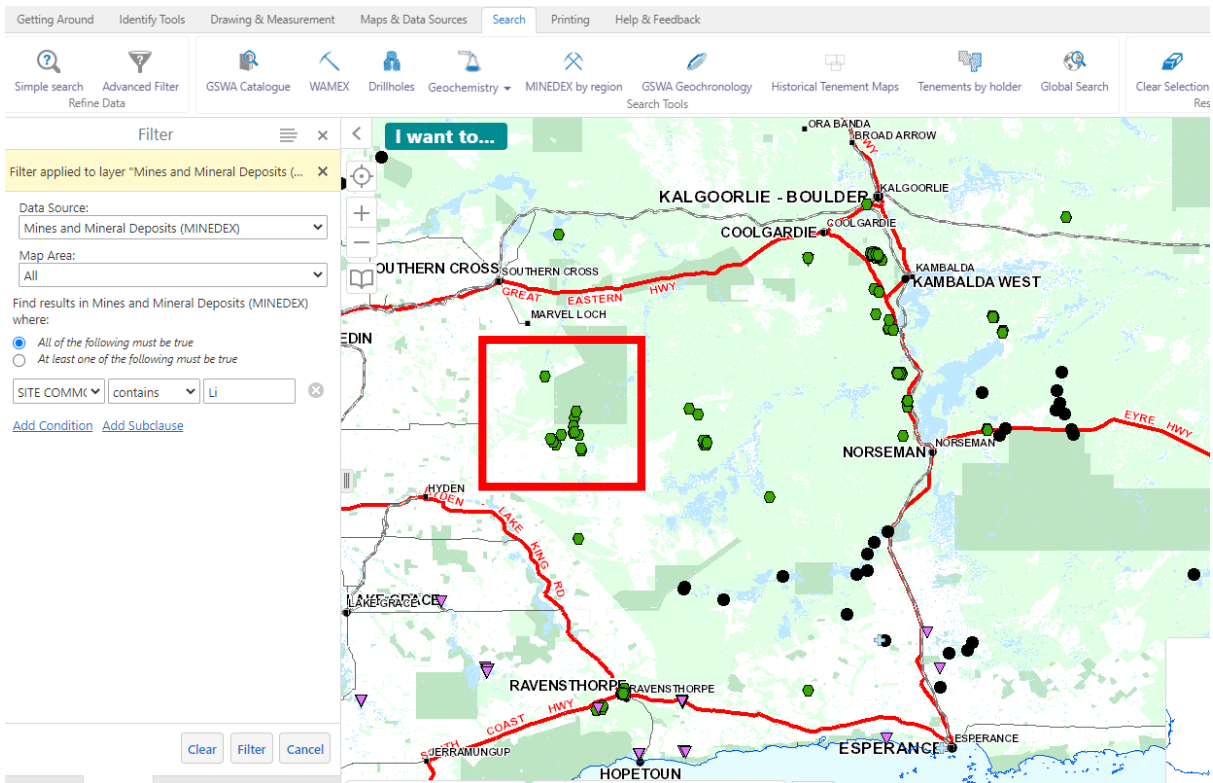 Getting Around Identify Tools Drawing & Measurement Maps & Data Sources Search Printing Help & Feedback
Simple search Advanced Filter GSWA Catalogue WAMEX Drillholes Geochemistry MINEDEX by region GSWA Geochronology Historical Tenement Maps Tenements by holder Global Search Clear Selection
Refine Data Search Tools Res
Filter
Filter applied to layer "Mines and Mineral Deposits (...
Data Source:
Mines and Mineral Deposits (MINEDEX)
Map Area:
All
Find results in Mines and Mineral Deposits (MINEDEX)
where:
All of the following must be true
At least one of the following must be true
SITE COMM( contains Li
Add Condition Add Subclause
Clear Filter Cancel
I want to...
ORA BANDA
BROAD ARROW
HWY
KALGOORLIE - BOULDER
KALGOORLIE
COOLGARDIE
COOLGARDIE
OUTHERN CROSS
SOUTHERN CROSS
KAMBALDA
KAMBALDA WEST
GREAT EASTERN HWY
MARVEL LOCH
EDIN
EYRE HWY
NORSEMAN
NORSEMAN
HYDEN
HYDEN - LAKE KING RD
LAKE GRACE
LAKE GRACE
RAVENSTHORPE
RAVENSTHORPE
SOUTH COAST HWY
JERRAMUNGUP
ESPERANCE
ESPERANCE
HOPETOUN